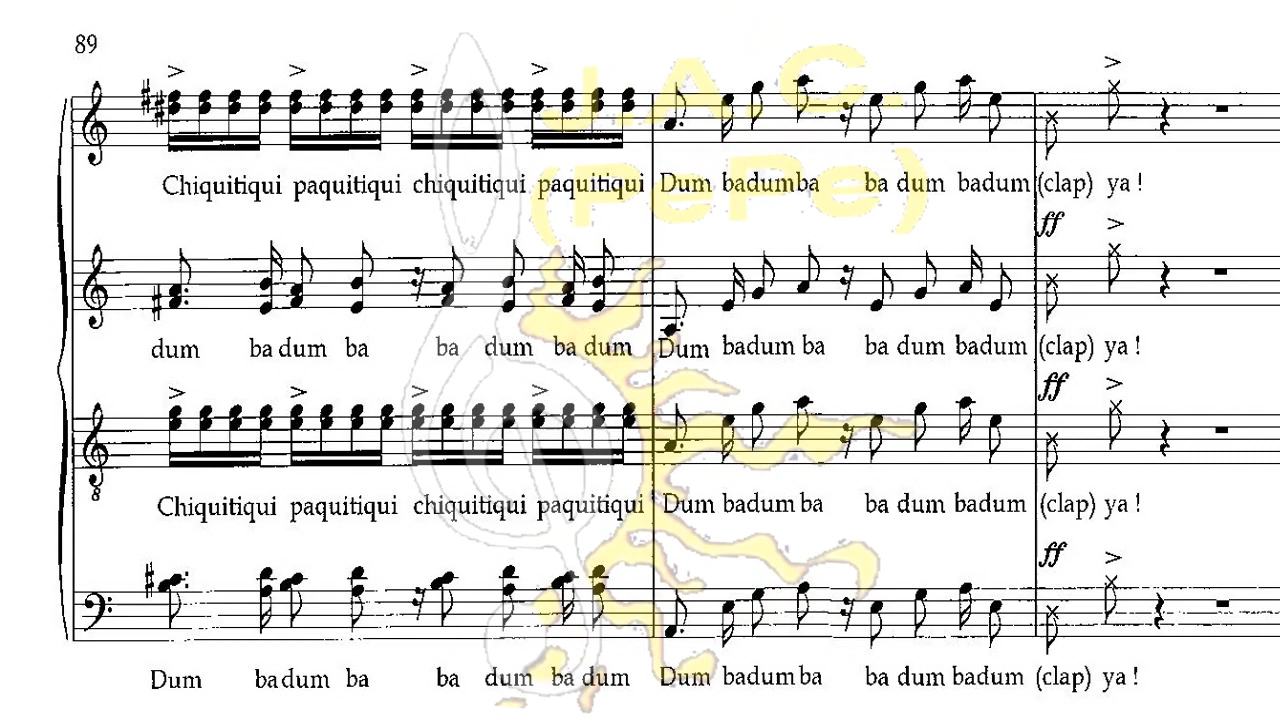 89
J.A.C.
Chiquitiqui paquitiqui chiquitiqui paquitiqui Dum badumba ba dum badum (clap) ya !
(PePe)
ff
dum ba dum ba ba dum ba dum Dum badum ba ba dum badum (clap) ya !
ff
8
Chiquitiqui paquitiqui chiquitiqui paquitiqui Dum badum ba ba dum badum (clap) ya !
ff
Dum badum ba ba dum ba dum Dum badum ba ba dum badum (clap) ya !